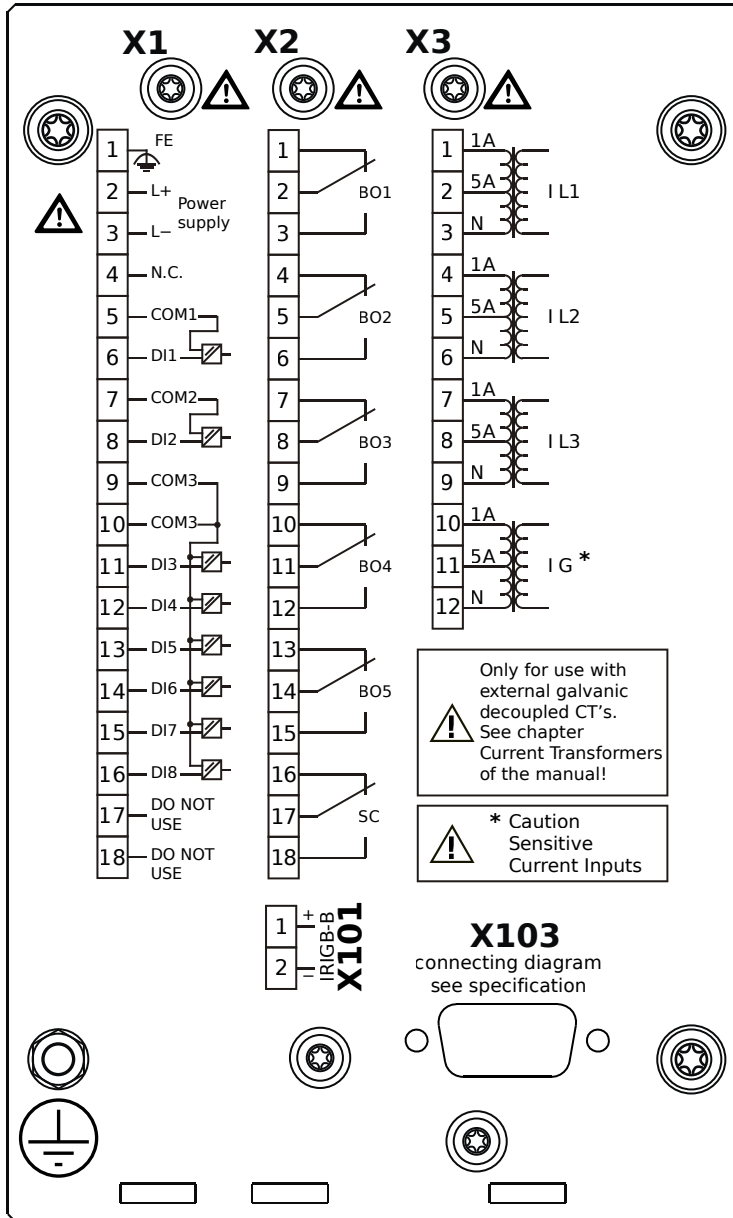 X1
X2
X3
1 FE
2 L+
Power
supply
3 L−
4 N.C.
5 COM1
6 DI1
7 COM2
8 DI2
9 COM3
10 COM3
11 DI3
12 DI4
13 DI5
14 DI6
15 DI7
16 DI8
17 DO NOT
USE
18 DO NOT
USE
1
2 BO1
3
4
5 BO2
6
7
8 BO3
9
10
11 BO4
12
13
14 BO5
15
16
17 SC
18
1 1A
2 5A I L1
3 N
4 1A
5 5A I L2
6 N
7 1A
8 5A I L3
9 N
10 1A
11 5A I G *
12 N
Only for use with
external galvanic
decoupled CT's.
See chapter
Current Transformers
of the manual!
* Caution
Sensitive
Current Inputs
1 +
2 −
IRIGB-B
X101
X103
connecting diagram
see specification